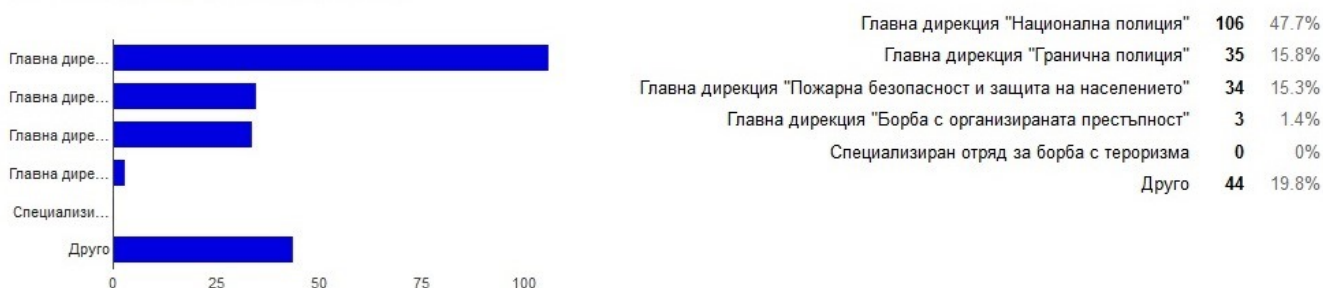 Главна дире...
Главна дире...
Главна дире...
Главна дире...
Специализи...
Друго
0 25 50 75 100
Главна дирекция "Национална полиция" 106 47.7%
Главна дирекция "Гранична полиция" 35 15.8%
Главна дирекция "Пожарна безопасност и защита на населението" 34 15.3%
Главна дирекция "Борба с организираната престъпност" 3 1.4%
Специализиран отряд за борба с тероризма 0 0%
Друго 44 19.8%